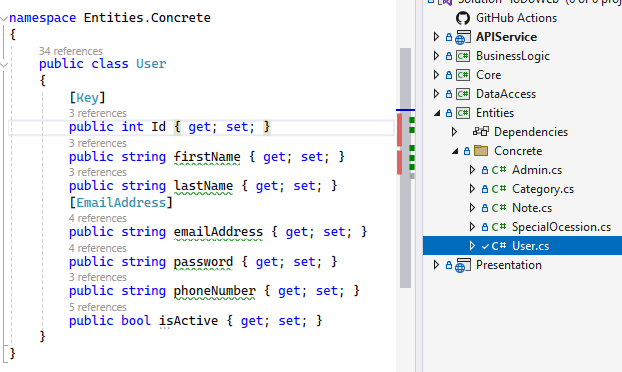 Solution 'ToDoWeb' (0 of 6 projects)
GitHub Actions
APIService
BusinessLogic
Core
DataAccess
Entities
Dependencies
Concrete
Admin.cs
Category.cs
Note.cs
SpecialOcession.cs
User.cs
Presentation
namespace Entities.Concrete
{
34 references
public class User
{
[Key]
3 references
public int Id { get; set; }
3 references
public string firstName { get; set; }
3 references
public string lastName { get; set; }
[EmailAddress]
4 references
public string emailAddress { get; set; }
4 references
public string password { get; set; }
3 references
public string phoneNumber { get; set; }
5 references
public bool isActive { get; set; }
}
}